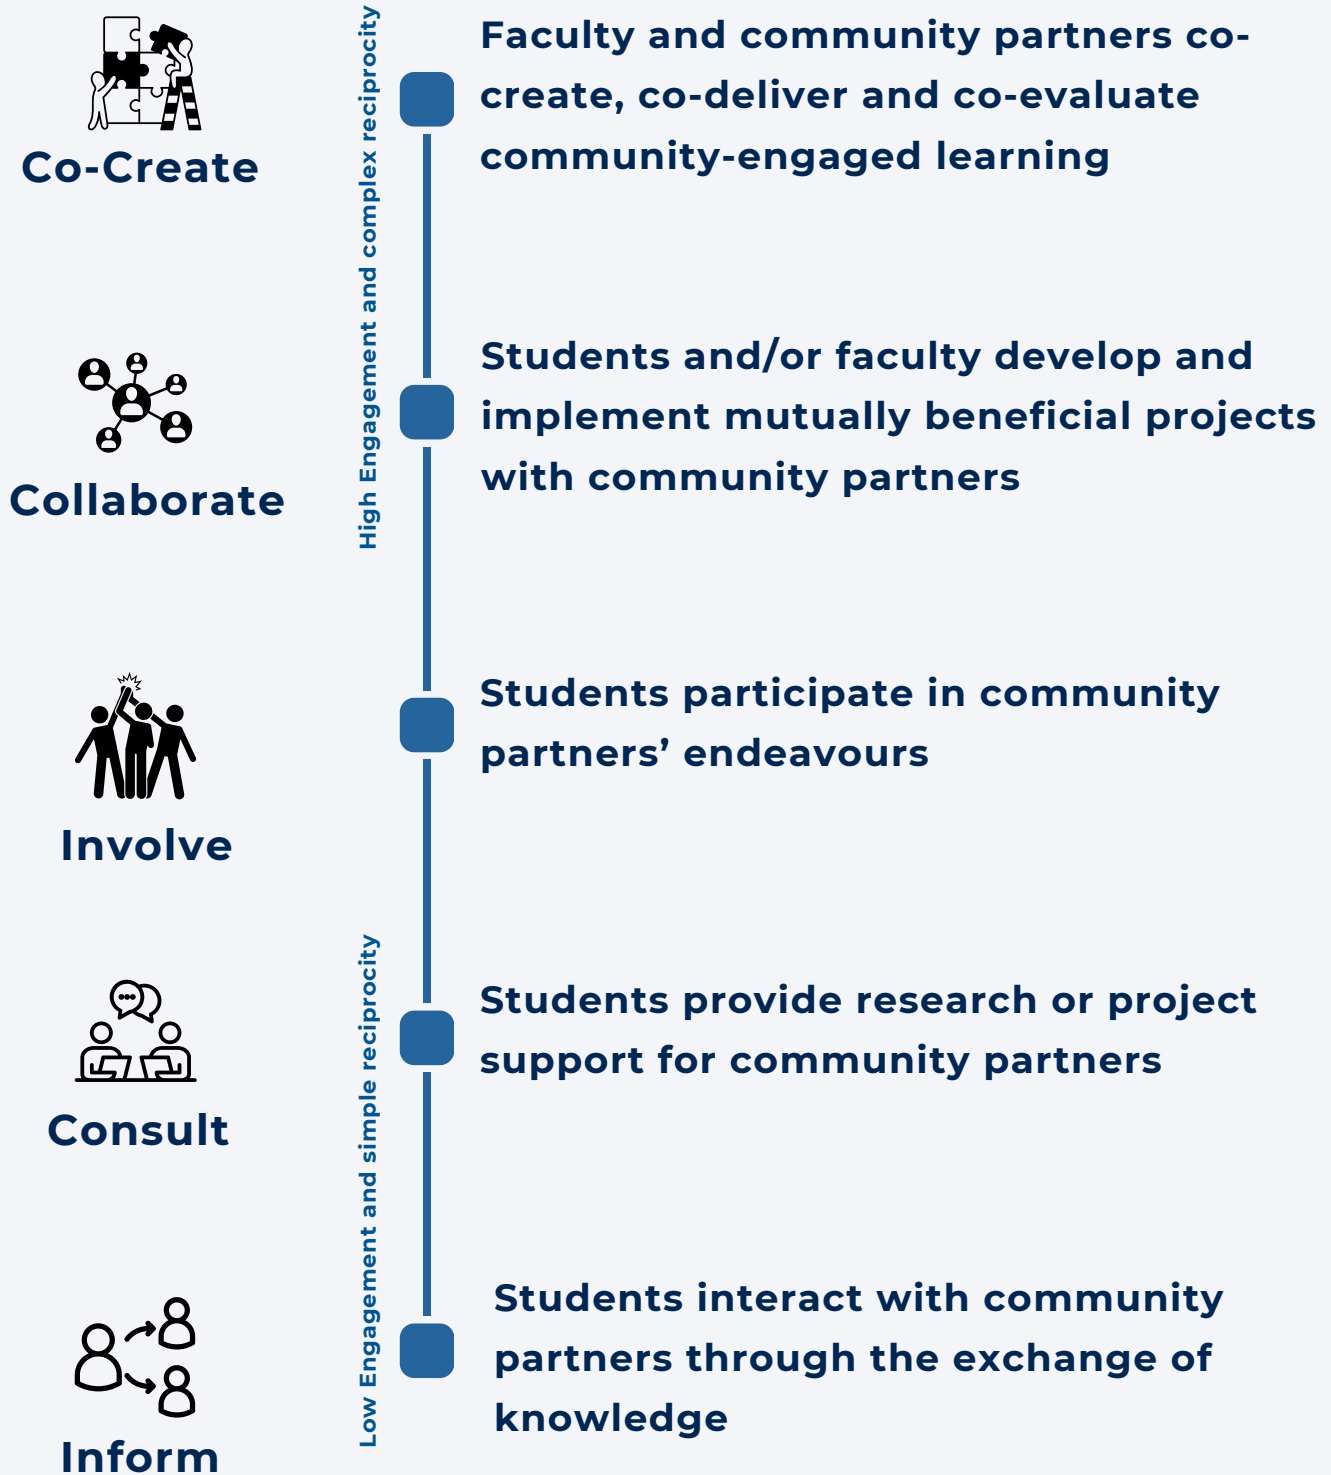 Co-Create
High Engagement and complex reciprocity
Faculty and community partners co-
create, co-deliver and co-evaluate
community-engaged learning
Collaborate
Students and/or faculty develop and
implement mutually beneficial projects
with community partners
Involve
Students participate in community
partners’ endeavours
Consult
Low Engagement and simple reciprocity
Students provide research or project
support for community partners
Inform
Students interact with community
partners through the exchange of
knowledge